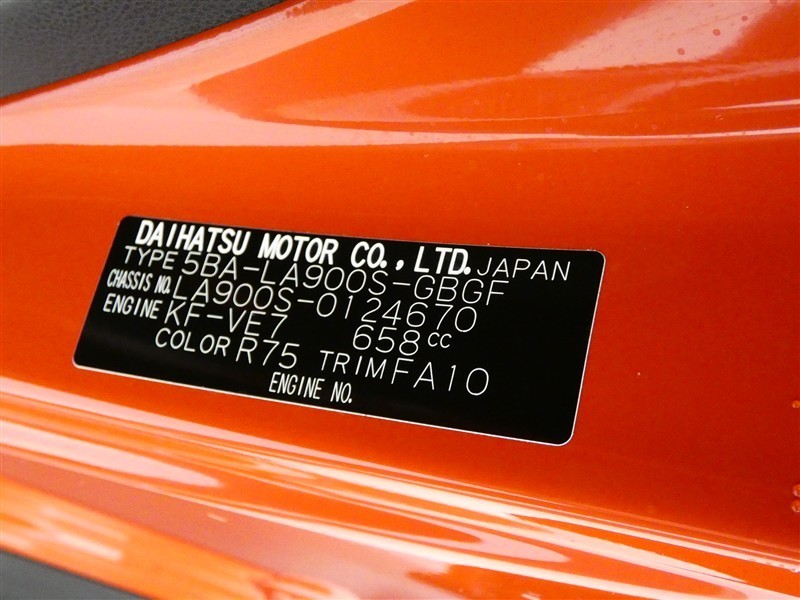 DAIHATSU MOTOR CO., LTD. JAPAN
TYPE 5BA-LA900S-GBGF
CHASSIS NO. LA900S-0124670
ENGINE KF-VE7 658cc
COLOR R75 TRIM FA10
ENGINE NO.